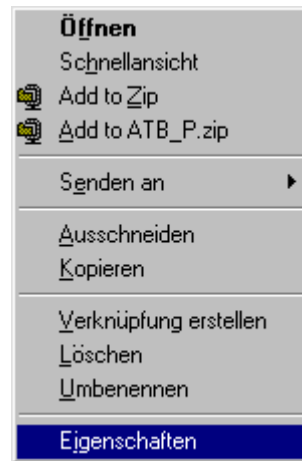 Öffnen
Schnellansicht
Add to Zip
Add to ATB_P.zip
Senden an
Ausschneiden
Kopieren
Verknüpfung erstellen
Löschen
Umbenennen
Eigenschaften